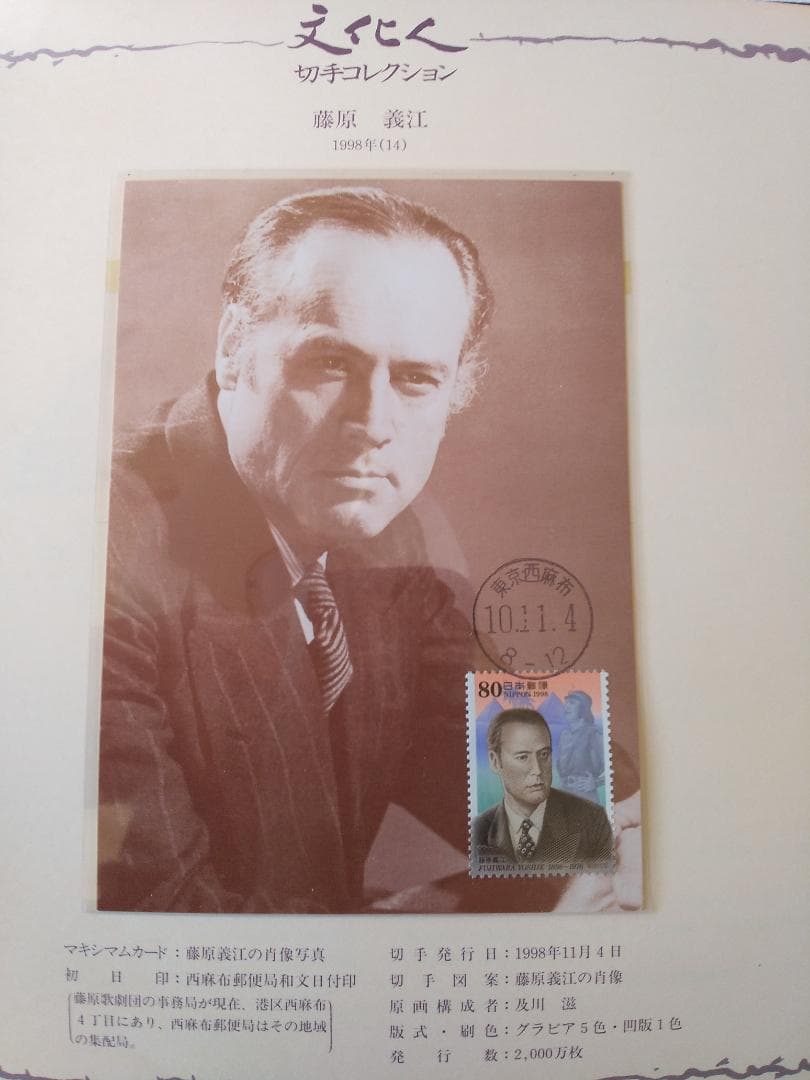 文化人
切手コレクション
藤原　義江
1998年(14)
東京西麻布
10.11.4
8-12
80 日本郵便
NIPPON 1998
藤原義江
FUJIWARA YOSHIE 1898~1976
マキシマムカード：藤原義江の肖像写真
初日印：西麻布郵便局和文日付印
(藤原歌劇団の事務局が現在、港区西麻布
4丁目にあり、西麻布郵便局はその地域
の集配局。)
切手発行日：1998年11月4日
切手図案：藤原義江の肖像
原画構成者：及川　滋
版式・刷色：グラビア5色・凹版1色
発行数：2,000万枚